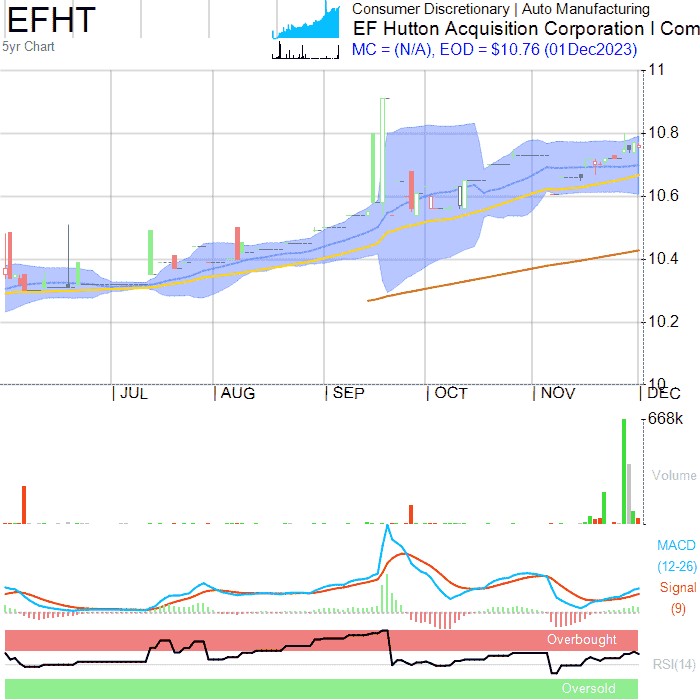 EFHT
5yr Chart
Consumer Discretionary | Auto Manufacturing
EF Hutton Acquisition Corporation I Com
MC = (N/A), EOD = $10.76 (01Dec2023)
11
10.8
10.6
10.4
10.2
10
JUL
AUG
SEP
OCT
NOV
DEC
668k
Volume
MACD
(12-26)
Signal
(9)
Overbought
RSI(14)
Oversold